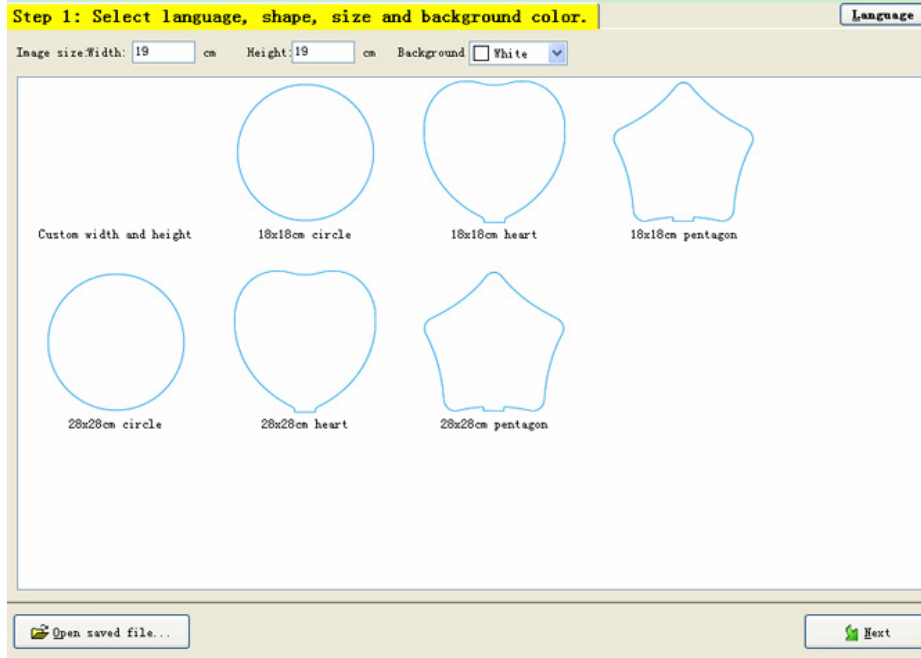 Step 1: Select language, shape, size and background color. Language
Image size:Width: 19 cm Height: 19 cm Background White
Custom width and height 18x18cm circle 18x18cm heart 18x18cm pentagon
28x28cm circle 28x28cm heart 28x28cm pentagon
Open saved file... Next